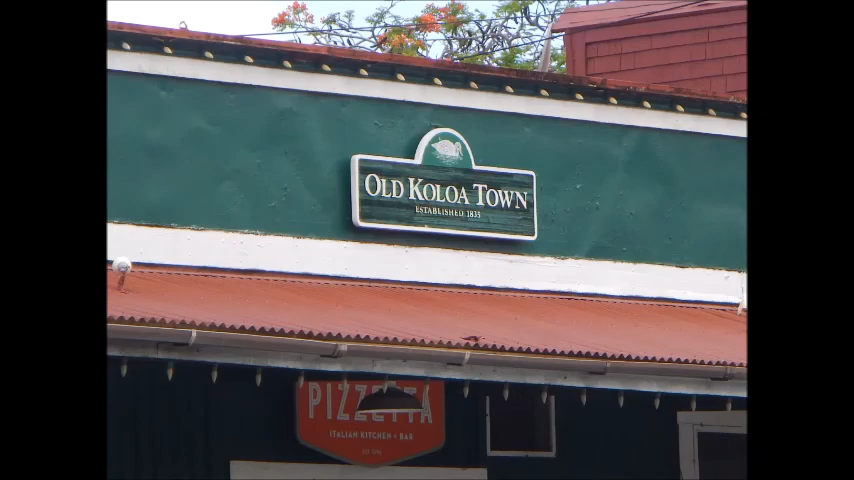 OLD KOLOA TOWN
ESTABLISHED 1835
PIZZETTA
ITALIAN KITCHEN + BAR